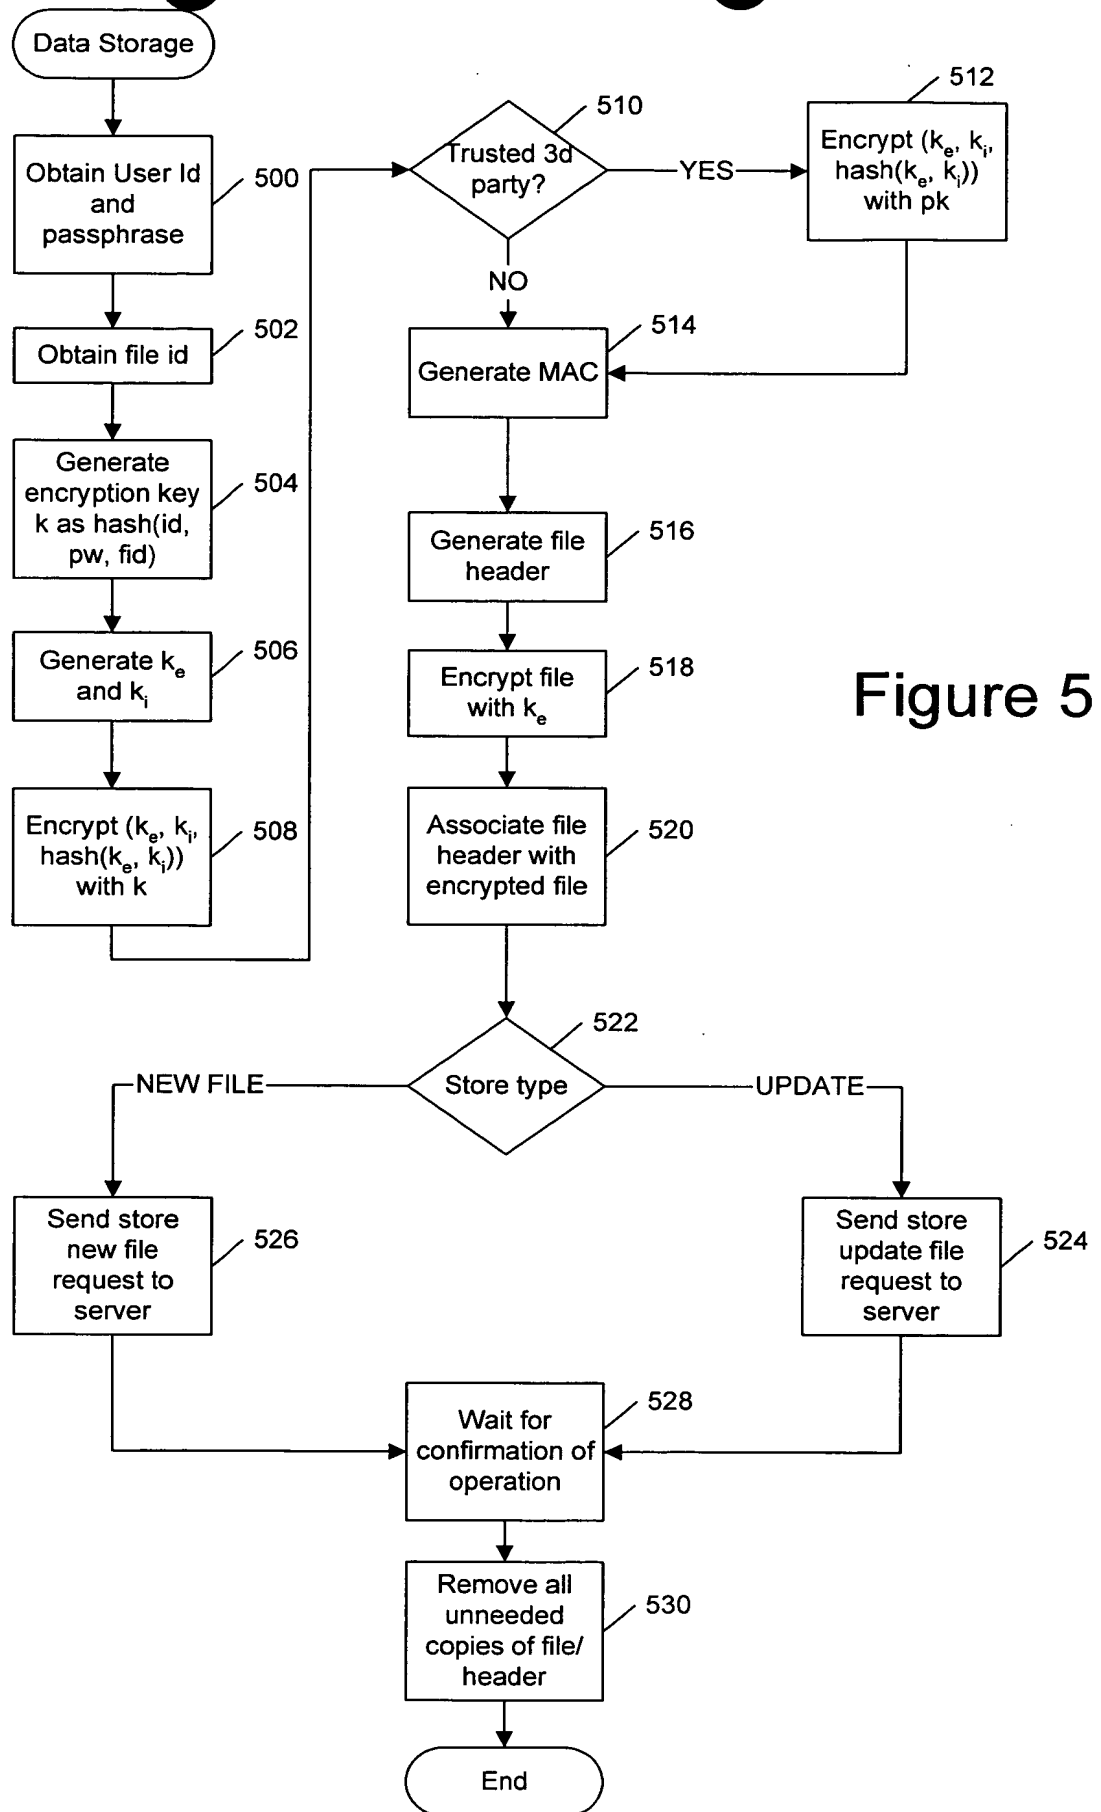 Data Storage
Obtain User Id
and
passphrase
500
Obtain file id
502
Generate
encryption key
k as hash(id,
pw, fid)
504
Generate kₑ
and kᵢ
506
Encrypt (kₑ, kᵢ,
hash(kₑ, kᵢ))
with k
508
Trusted 3d
party?
510
YES
NO
Encrypt (kₑ, kᵢ,
hash(kₑ, kᵢ))
with pk
512
Generate MAC
514
Generate file
header
516
Encrypt file
with kₑ
518
Associate file
header with
encrypted file
520
Figure 5
Store type
522
NEW FILE
UPDATE
Send store
new file
request to
server
526
Send store
update file
request to
server
524
Wait for
confirmation of
operation
528
Remove all
unneeded
copies of file/
header
530
End